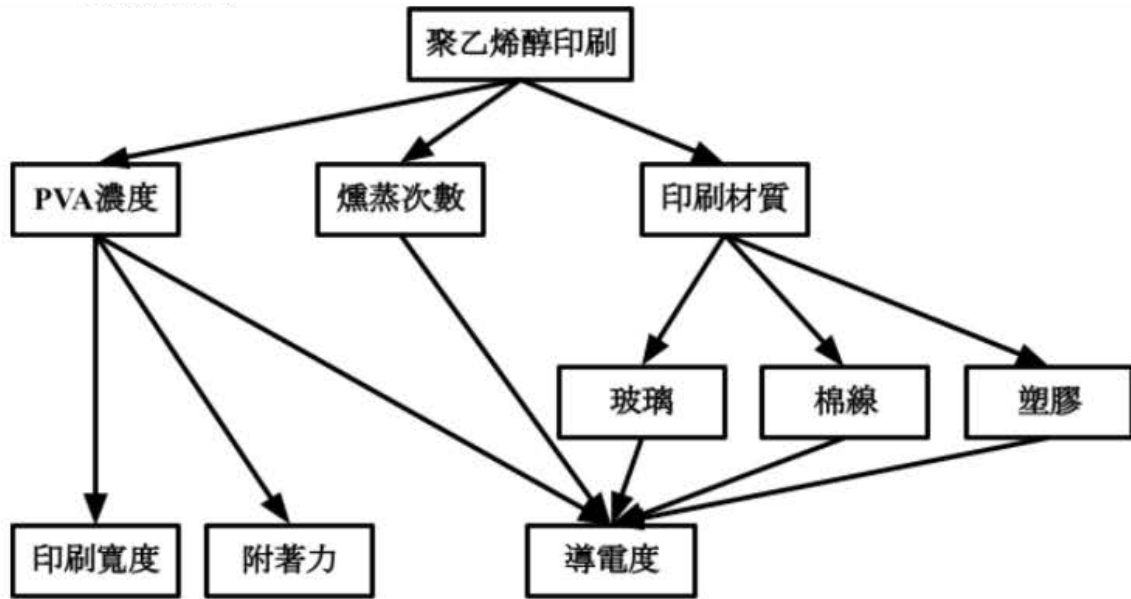 聚乙烯醇印刷
PVA濃度
燻蒸次數
印刷材質
玻璃
棉線
塑膠
印刷寬度
附著力
導電度